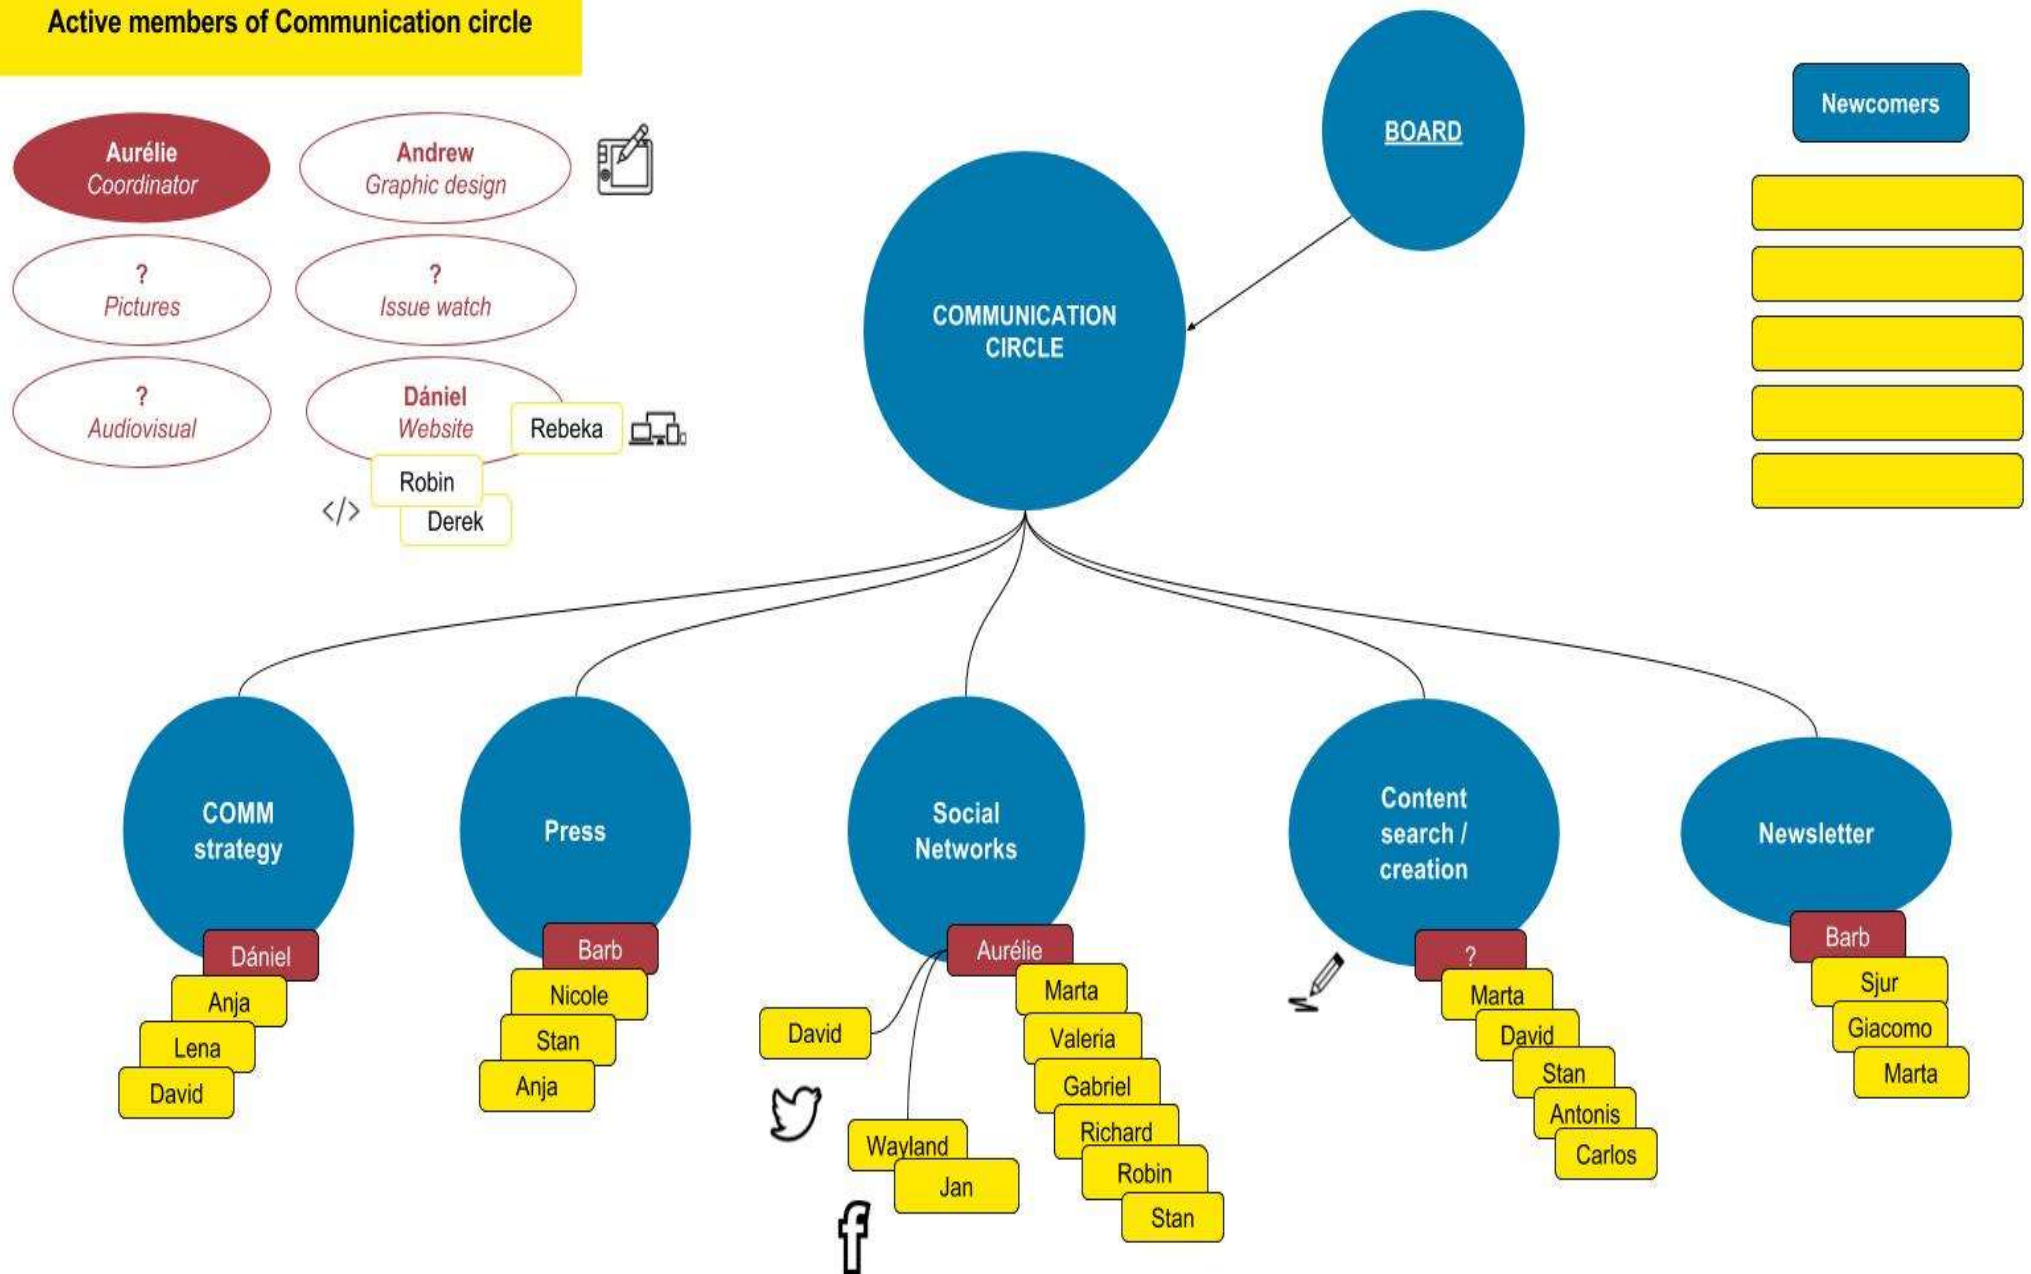 Active members of Communication circle
Aurélie
Coordinator
Andrew
Graphic design
?
Pictures
?
Issue watch
?
Audiovisual
Dániel
Website
Rebeka
Robin
</>
Derek
BOARD
Newcomers
COMMUNICATION
CIRCLE
COMM
strategy
Dániel
Anja
Lena
David
Press
Barb
Nicole
Stan
Anja
Social
Networks
Aurélie
David
Wayland
Jan
Marta
Valeria
Gabriel
Richard
Robin
Stan
Content
search /
creation
?
Marta
David
Stan
Antonis
Carlos
Newsletter
Barb
Sjur
Giacomo
Marta